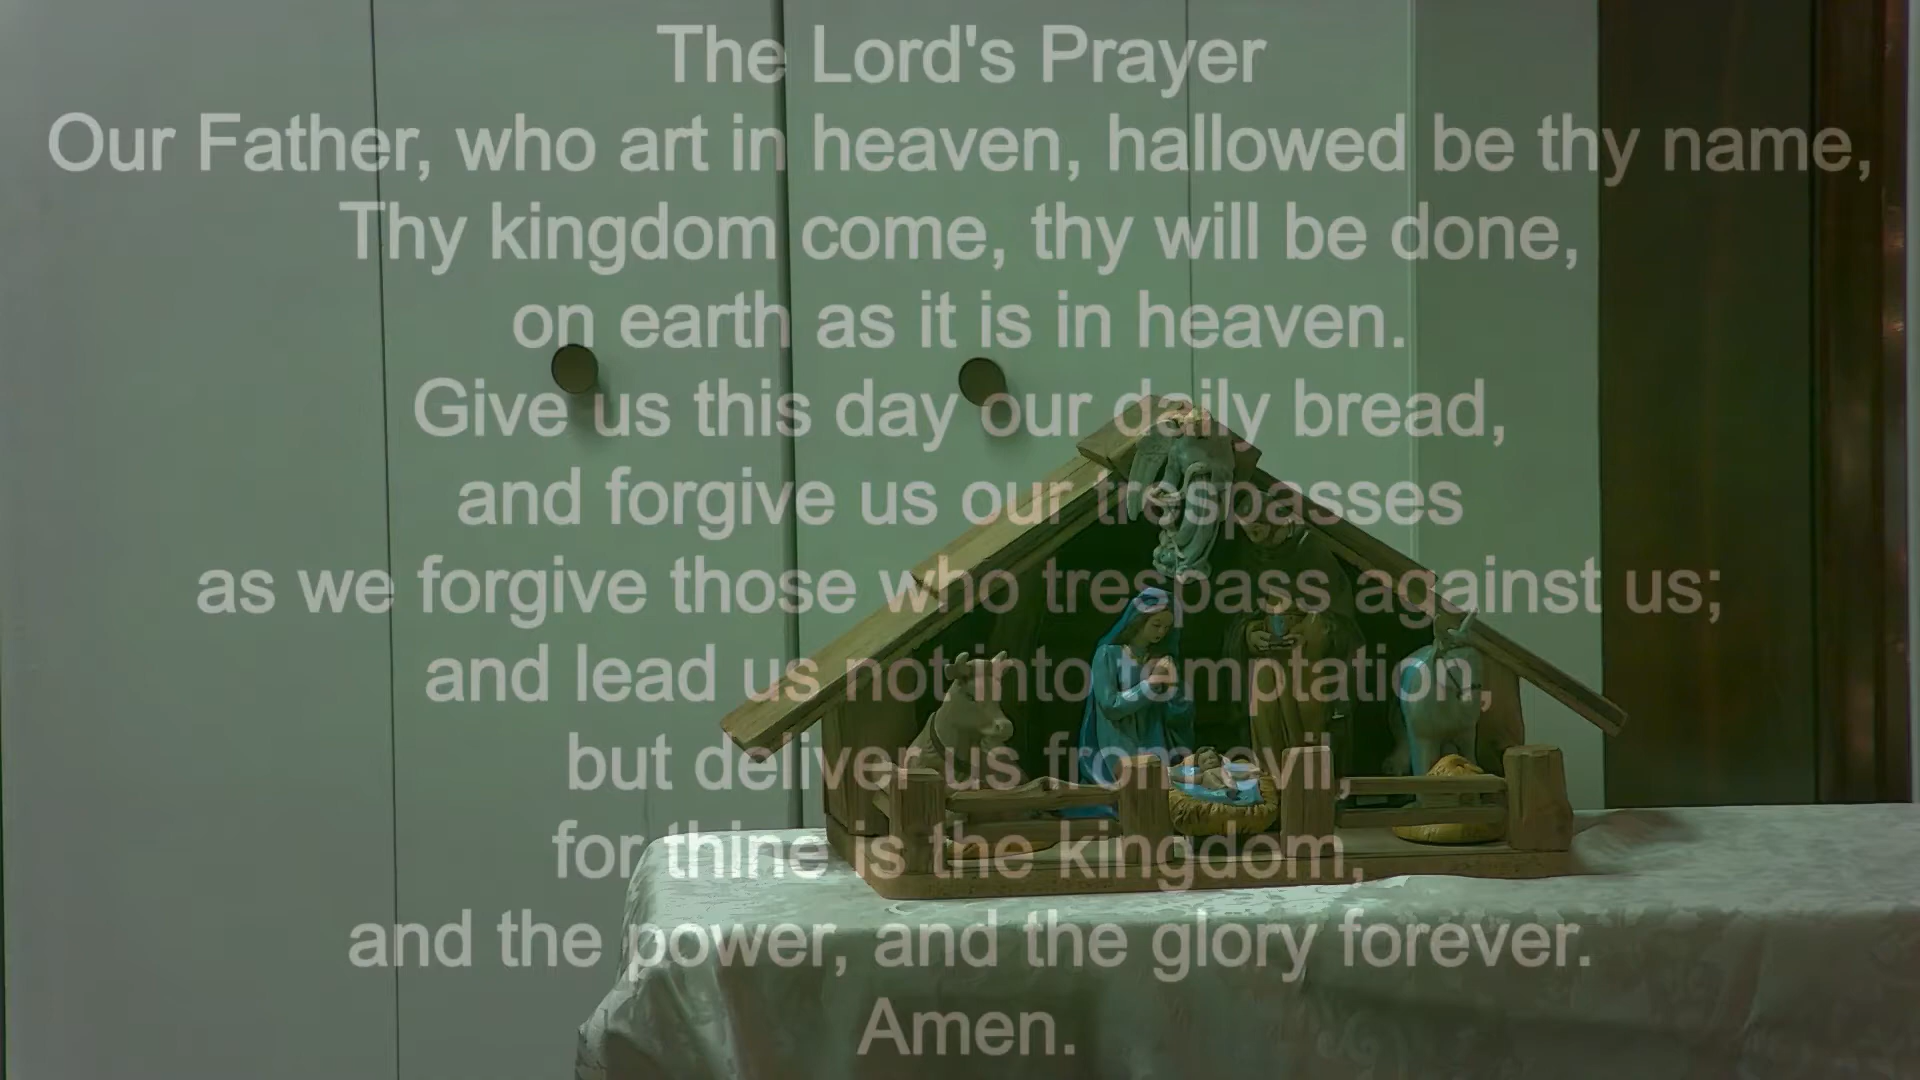 The Lord's Prayer
Our Father, who art in heaven, hallowed be thy name,
Thy kingdom come, thy will be done,
on earth as it is in heaven.
Give us this day our daily bread,
and forgive us our trespasses
as we forgive those who trespass against us;
and lead us not into temptation,
but deliver us from evil,
for thine is the kingdom,
and the power, and the glory forever.
Amen.